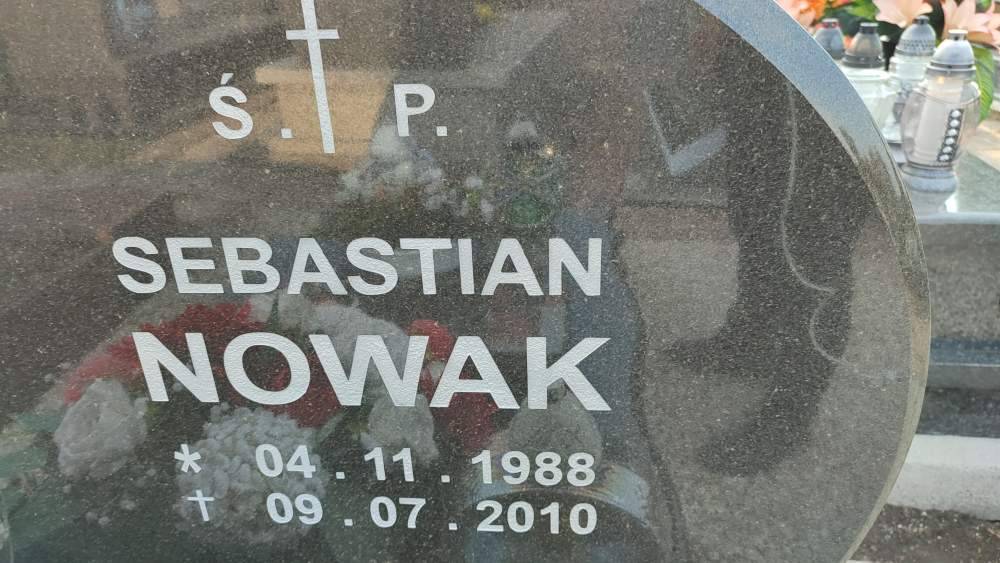 Ś. P.
SEBASTIAN
NOWAK
* 04.11.1988
† 09.07.2010